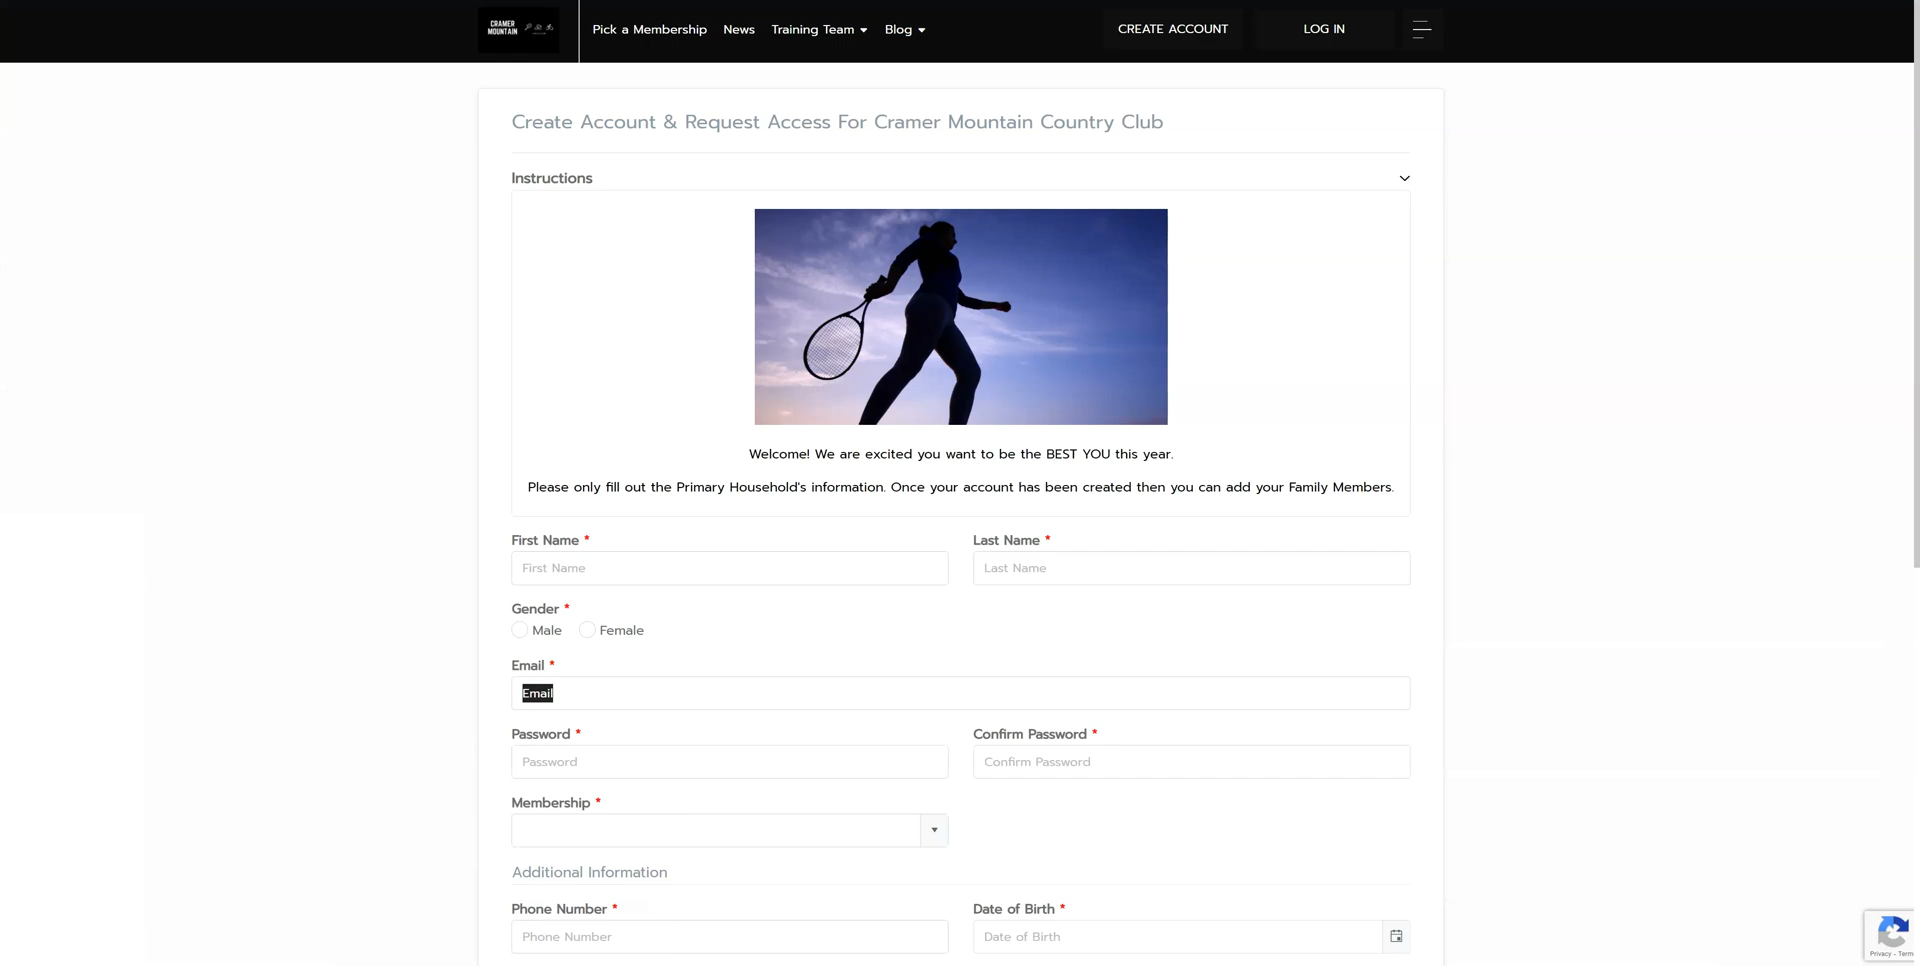 CRAMER
MOUNTAIN
Pick a Membership
News
Training Team
Blog
CREATE ACCOUNT
LOG IN
Create Account & Request Access For Cramer Mountain Country Club
Instructions
Welcome! We are excited you want to be the BEST YOU this year.
Please only fill out the Primary Household's information. Once your account has been created then you can add your Family Members.
First Name *
Last Name *
First Name
Last Name
Gender *
Male
Female
Email *
Email
Password *
Confirm Password *
Password
Confirm Password
Membership *
Additional Information
Phone Number *
Date of Birth *
Phone Number
Date of Birth
Privacy - Term